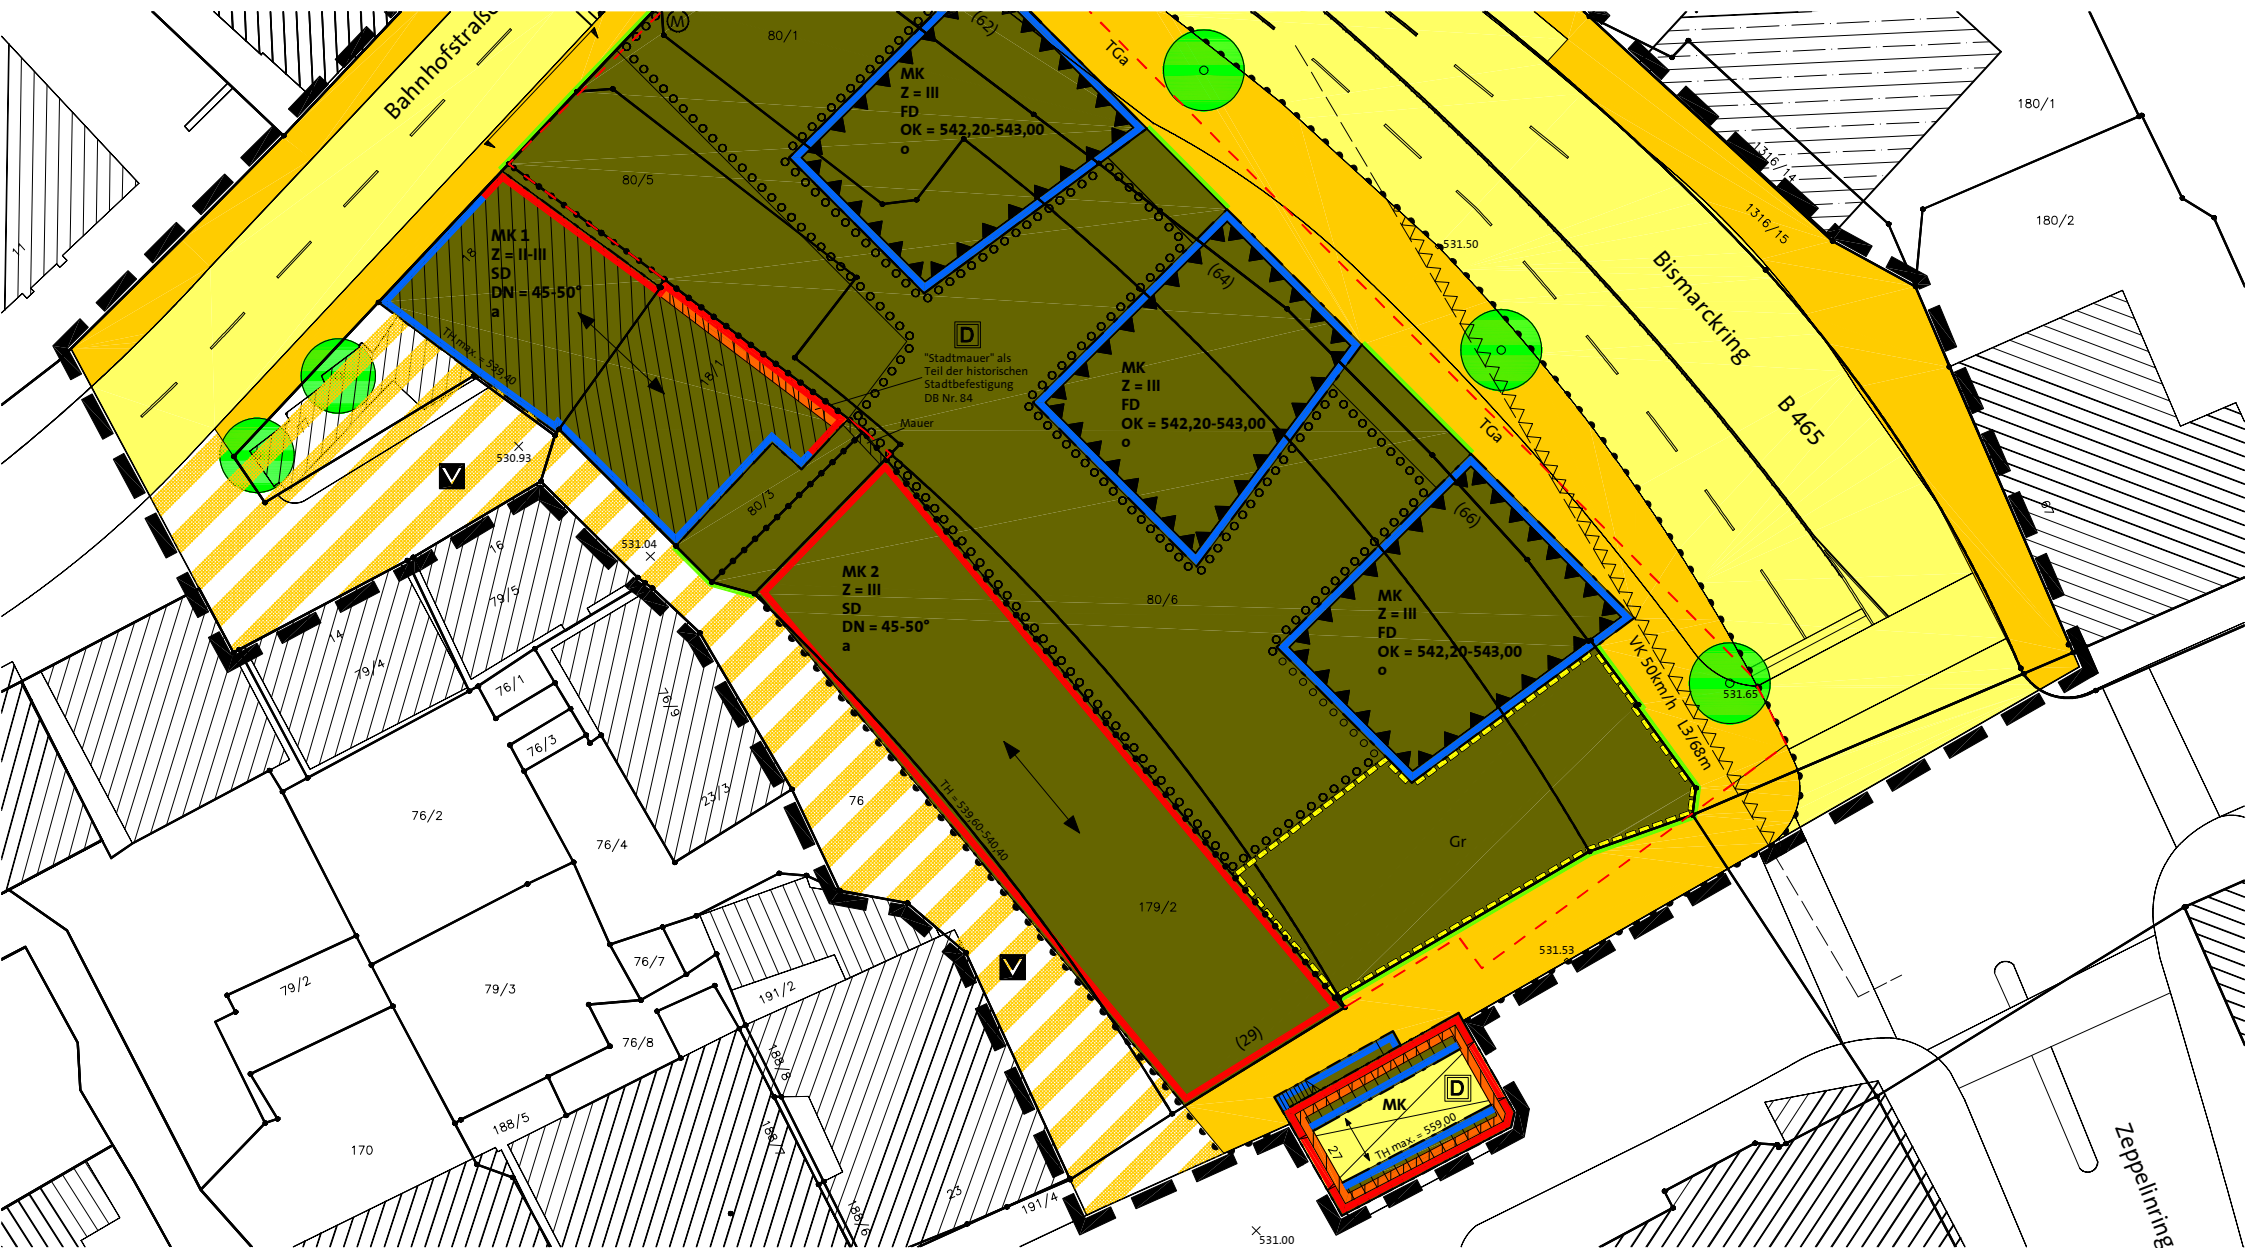 Bahnhofstraße
M
80/1
(62)
TGa
MK
Z = III
FD
OK = 542,20-543,00
o
180/1
1316/14
1316/15
180/2
11
80/5
18
MK 1
Z = II-III
SD
DN = 45-50°
a
TH max. = 539,40
18/1
D
"Stadtmauer" als
Teil der historischen
Stadtbefestigung
DB Nr. 84
Mauer
(64)
531.50
Bismarckring
B 465
MK
Z = III
FD
OK = 542,20-543,00
o
TGa
(66)
67
530.93
V
531.04
80/3
16
79/5
14
79/4
MK 2
Z = III
SD
DN = 45-50°
a
80/6
MK
Z = III
FD
OK = 542,20-543,00
o
VK 50km/h L3/68m
531.65
76/1
76/9
76/3
23/3
76
76/2
76/4
TH = 539,60-540,40
Gr
179/2
531.53
76/7
V
79/2
79/3
191/2
76/8
(29)
188/8
D
MK
TH max. = 559,00
27
188/5
188/7
170
23
191/4
188/6
531.00
Zeppelinring